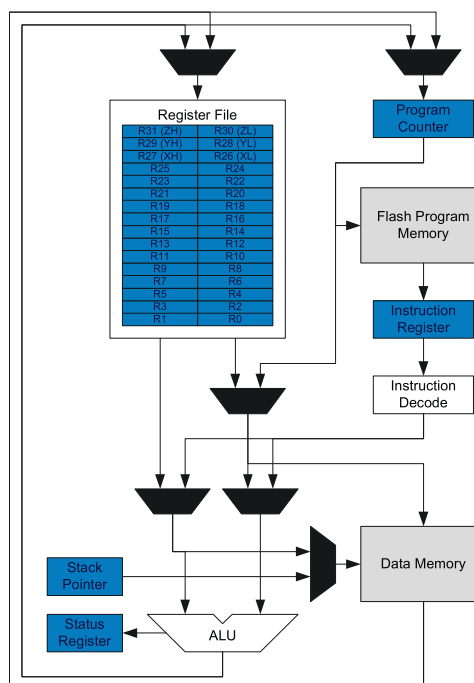 Register File
R31 (ZH) R30 (ZL)
R29 (YH) R28 (YL)
R27 (XH) R26 (XL)
R25 R24
R23 R22
R21 R20
R19 R18
R17 R16
R15 R14
R13 R12
R11 R10
R9 R8
R7 R6
R5 R4
R3 R2
R1 R0
Program
Counter
Flash Program
Memory
Instruction
Register
Instruction
Decode
Data Memory
Stack
Pointer
Status
Register
ALU